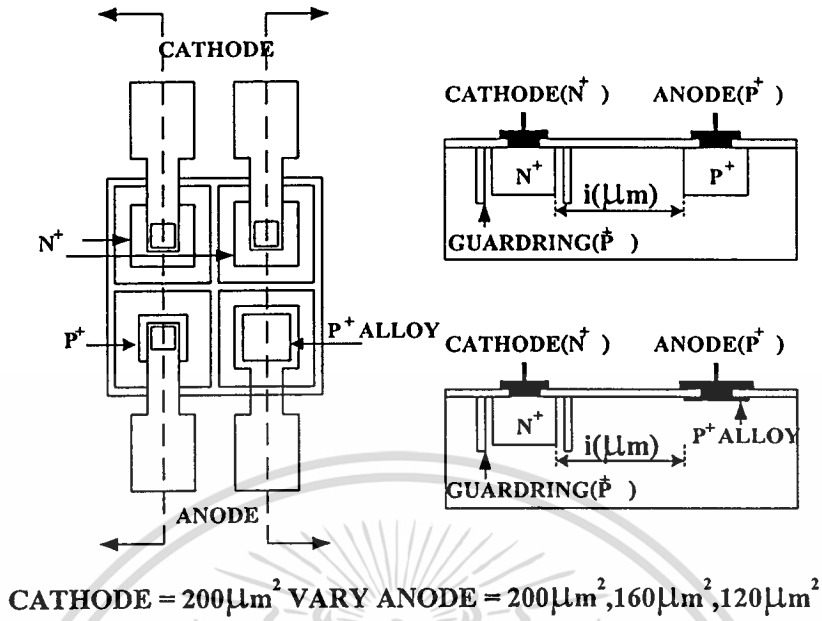 CATHODE
N+
P+
P+ ALLOY
ANODE
CATHODE(N+) ANODE(P+)
N+ P+
i(μm)
GUARDRING(P+)
CATHODE(N+) ANODE(P+)
N+
P+ ALLOY
i(μm)
GUARDRING(P+)
CATHODE = 200μm² VARY ANODE = 200μm²,160μm²,120μm²